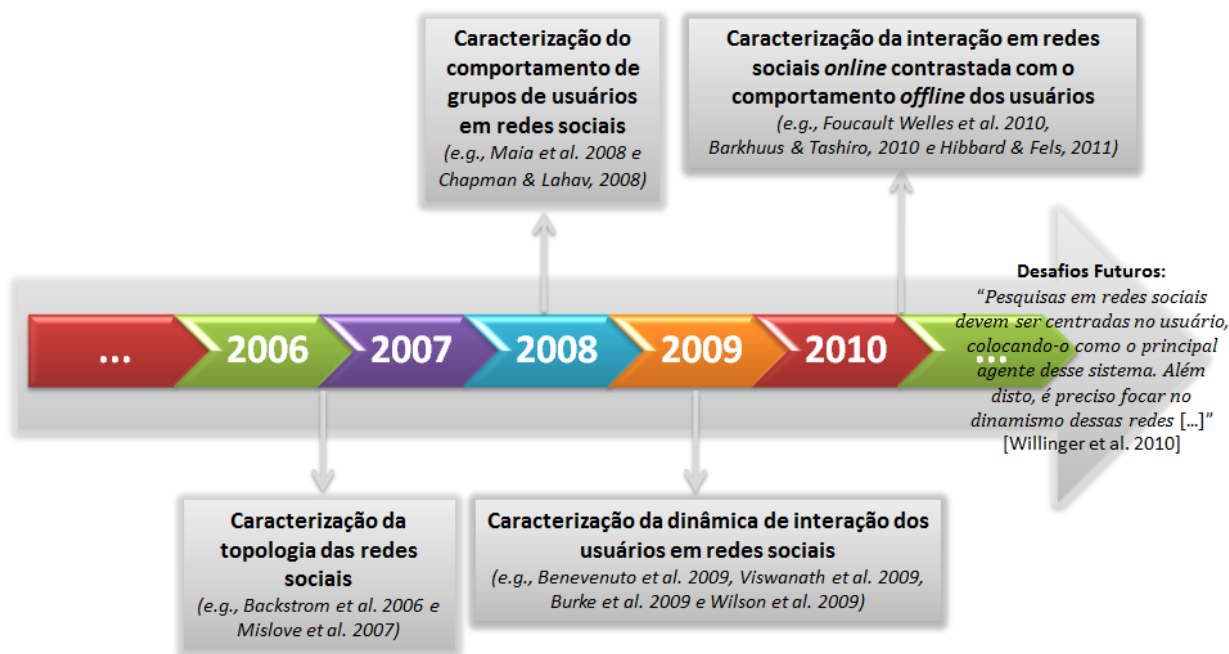 Caracterização do
comportamento de
grupos de usuários
em redes sociais
(e.g., Maia et al. 2008 e
Chapman & Lahav, 2008)
Caracterização da interação em redes
sociais online contrastada com o
comportamento offline dos usuários
(e.g., Foucault Welles et al. 2010,
Barkhuus & Tashiro, 2010 e Hibbard & Fels, 2011)
... 2006 2007 2008 2009 2010 ...
Desafios Futuros:
“Pesquisas em redes sociais
devem ser centradas no usuário,
colocando-o como o principal
agente desse sistema. Além
disto, é preciso focar no
dinamismo dessas redes [...]”
[Willinger et al. 2010]
Caracterização da
topologia das redes
sociais
(e.g., Backstrom et al. 2006 e
Mislove et al. 2007)
Caracterização da dinâmica de interação dos
usuários em redes sociais
(e.g., Benevenuto et al. 2009, Viswanath et al. 2009,
Burke et al. 2009 e Wilson et al. 2009)